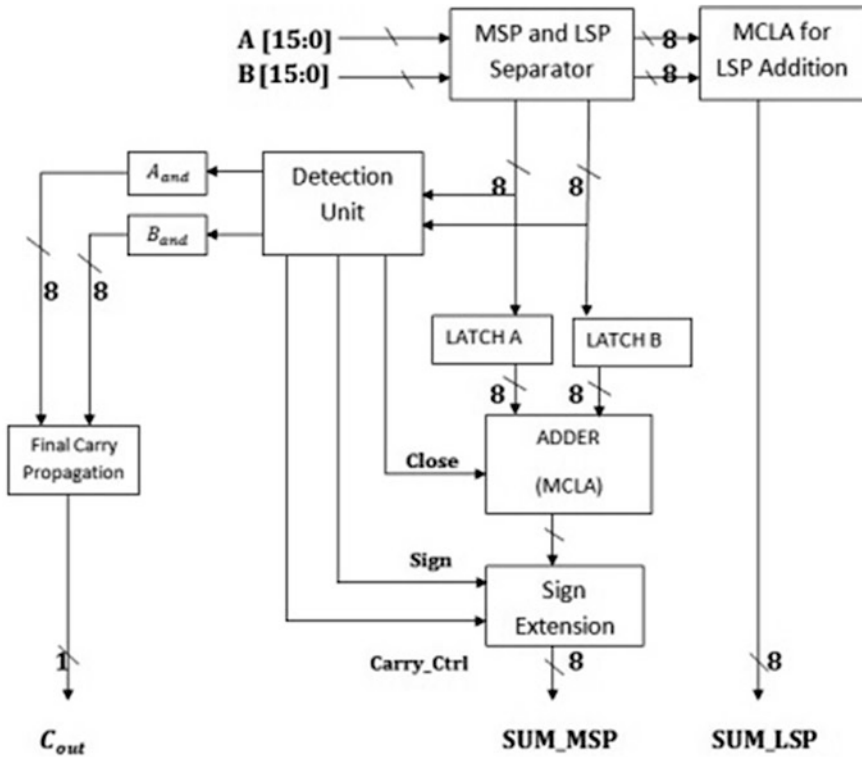 A [15:0]
B [15:0]
MSP and LSP
Separator
8
8
MCLA for
LSP Addition
A_and
B_and
Detection
Unit
8
8
8
8
LATCH A
LATCH B
8
8
Final Carry
Propagation
Close
ADDER
(MCLA)
Sign
Sign
Extension
Carry_Ctrl
1
8
8
C_out
SUM_MSP
SUM_LSP